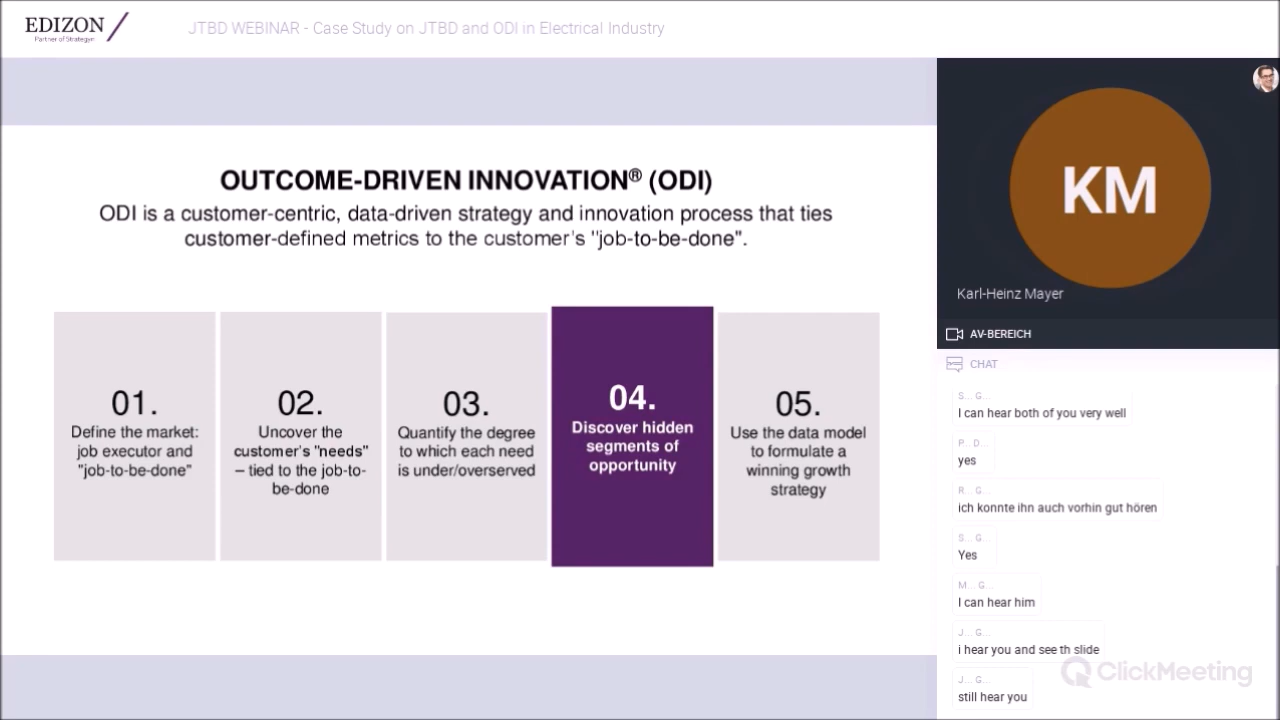 EDIZON
Partner of Strategyn
JTBD WEBINAR - Case Study on JTBD and ODI in Electrical Industry
OUTCOME-DRIVEN INNOVATION® (ODI)
ODI is a customer-centric, data-driven strategy and innovation process that ties
customer-defined metrics to the customer's "job-to-be-done".
01.
Define the market:
job executor and
"job-to-be-done"
02.
Uncover the
customer's "needs"
– tied to the job-to-
be-done
03.
Quantify the degree
to which each need
is under/overserved
04.
Discover hidden
segments of
opportunity
05.
Use the data model
to formulate a
winning growth
strategy
KM
Karl-Heinz Mayer
AV-BEREICH
CHAT
S... G...
I can hear both of you very well
P... D...
yes
R... G...
ich konnte ihn auch vorhin gut hören
S... G...
Yes
M... G...
I can hear him
J... G...
i hear you and see th slide
J... G...
still hear you
ClickMeeting